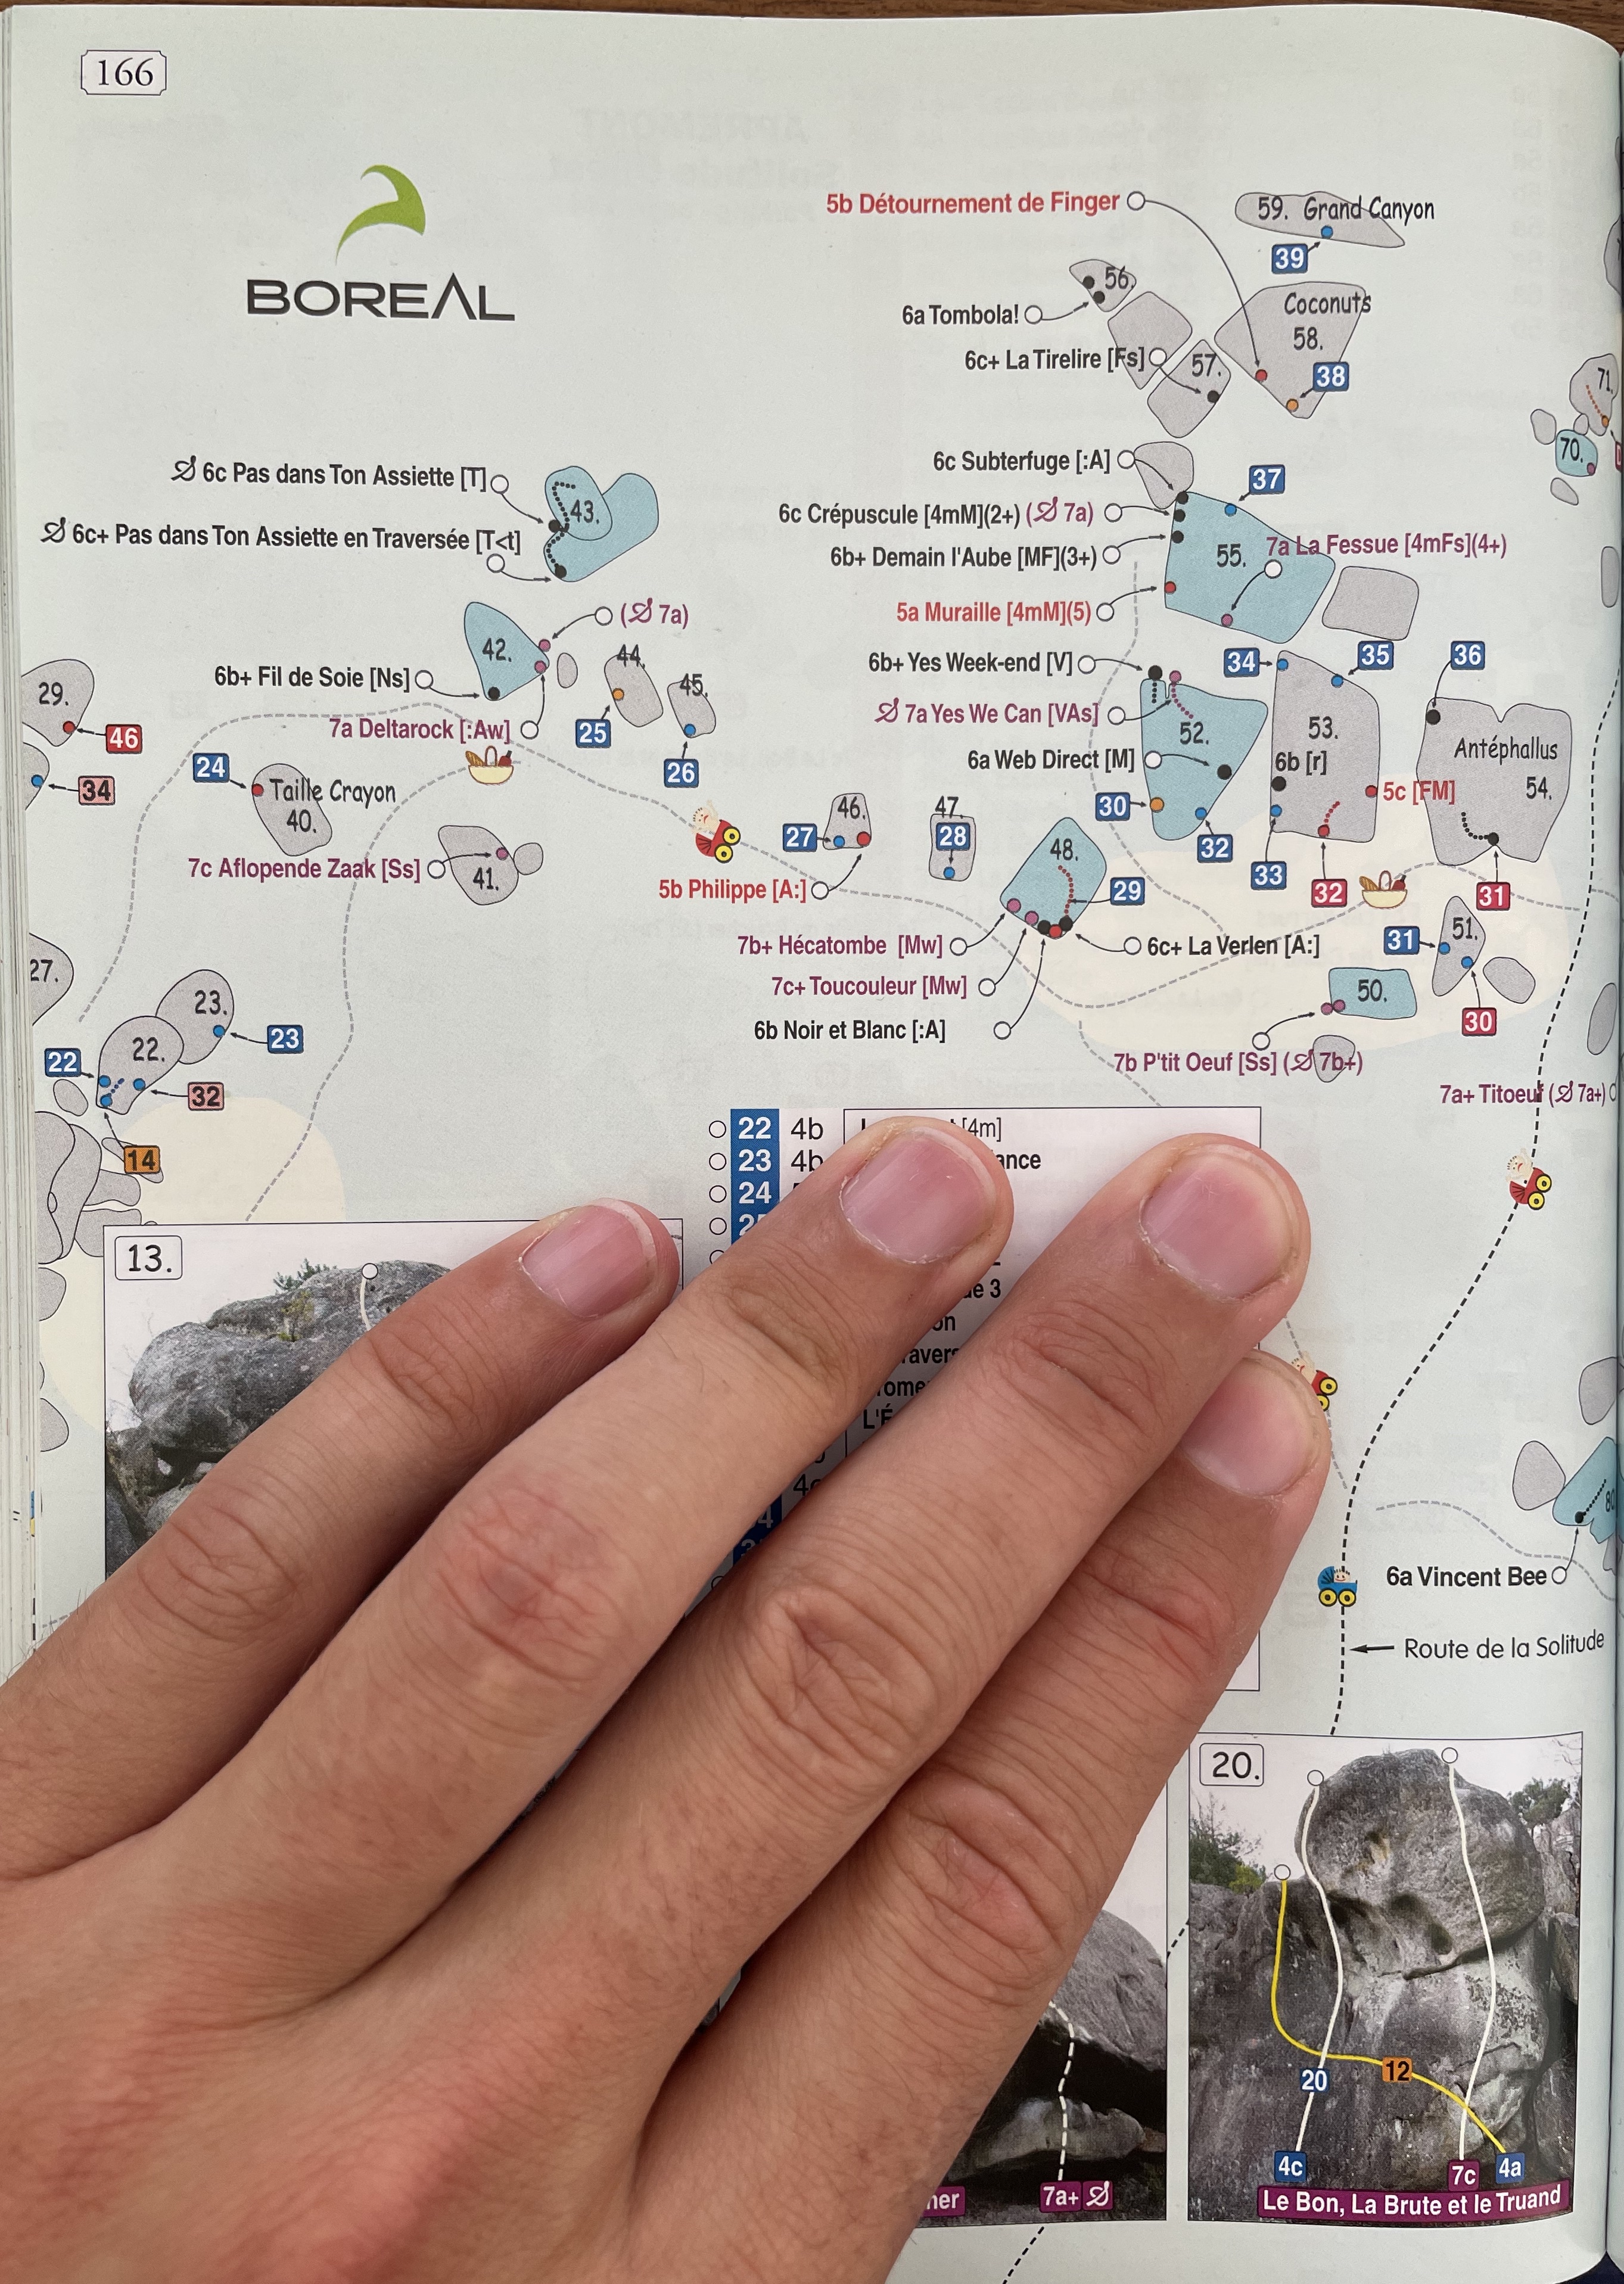 166
BOREAL
5b Détournement de Finger
59. Grand Canyon
39
56.
6a Tombola!
Coconuts
58.
6c+ La Tirelire [Fs]
57.
38
71.
70.
6c Subterfuge [:A]
37
6c Pas dans Ton Assiette [T]
43.
6c Crépuscule [4mM](2+) (7a)
6c+ Pas dans Ton Assiette en Traversée [T<t]
6b+ Demain l'Aube [MF](3+)
55.
7a La Fessue [4mFs](4+)
5a Muraille [4mM](5)
(7a)
42.
44.
6b+ Fil de Soie [Ns]
45.
6b+ Yes Week-end [V]
34
35
36
29.
46
7a Deltarock [:Aw]
25
26
7a Yes We Can [VAs]
52.
53.
Antéphallus
54.
24
34
Taille Crayon
40.
6a Web Direct [M]
6b [r]
5c [FM]
30
32
33
32
31
46.
27
47.
28
48.
29
7c Aflopende Zaak [Ss]
41.
5b Philippe [A:]
7b+ Hécatombe [Mw]
6c+ La Verlen [A:]
31
51.
27.
7c+ Toucouleur [Mw]
50.
30
23.
23
22.
22
6b Noir et Blanc [:A]
7b P'tit Oeuf [Ss] (7b+)
32
7a+ Titoeuf (7a+)
14
22 4b [4m]
23 4b
24
13.
6a Vincent Bee
Route de la Solitude
20.
20
12
4c
7c
4a
7a+
Le Bon, La Brute et le Truand